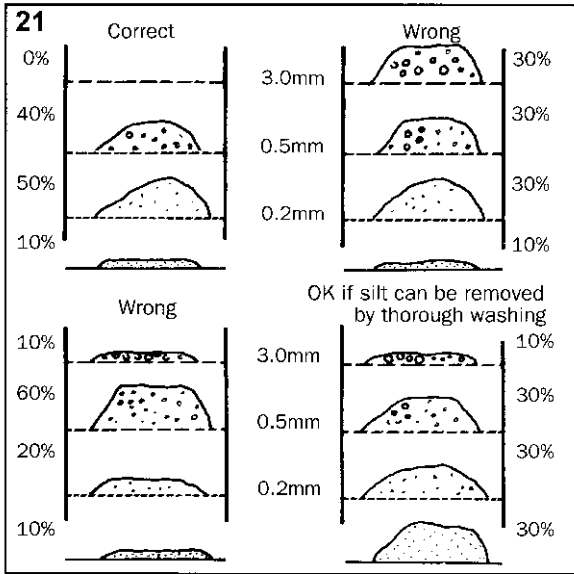 21
Correct
Wrong
0%
3.0mm
30%
40%
0.5mm
30%
50%
0.2mm
30%
10%
10%
Wrong
OK if silt can be removed
by thorough washing
10%
3.0mm
10%
60%
0.5mm
30%
20%
0.2mm
30%
10%
30%